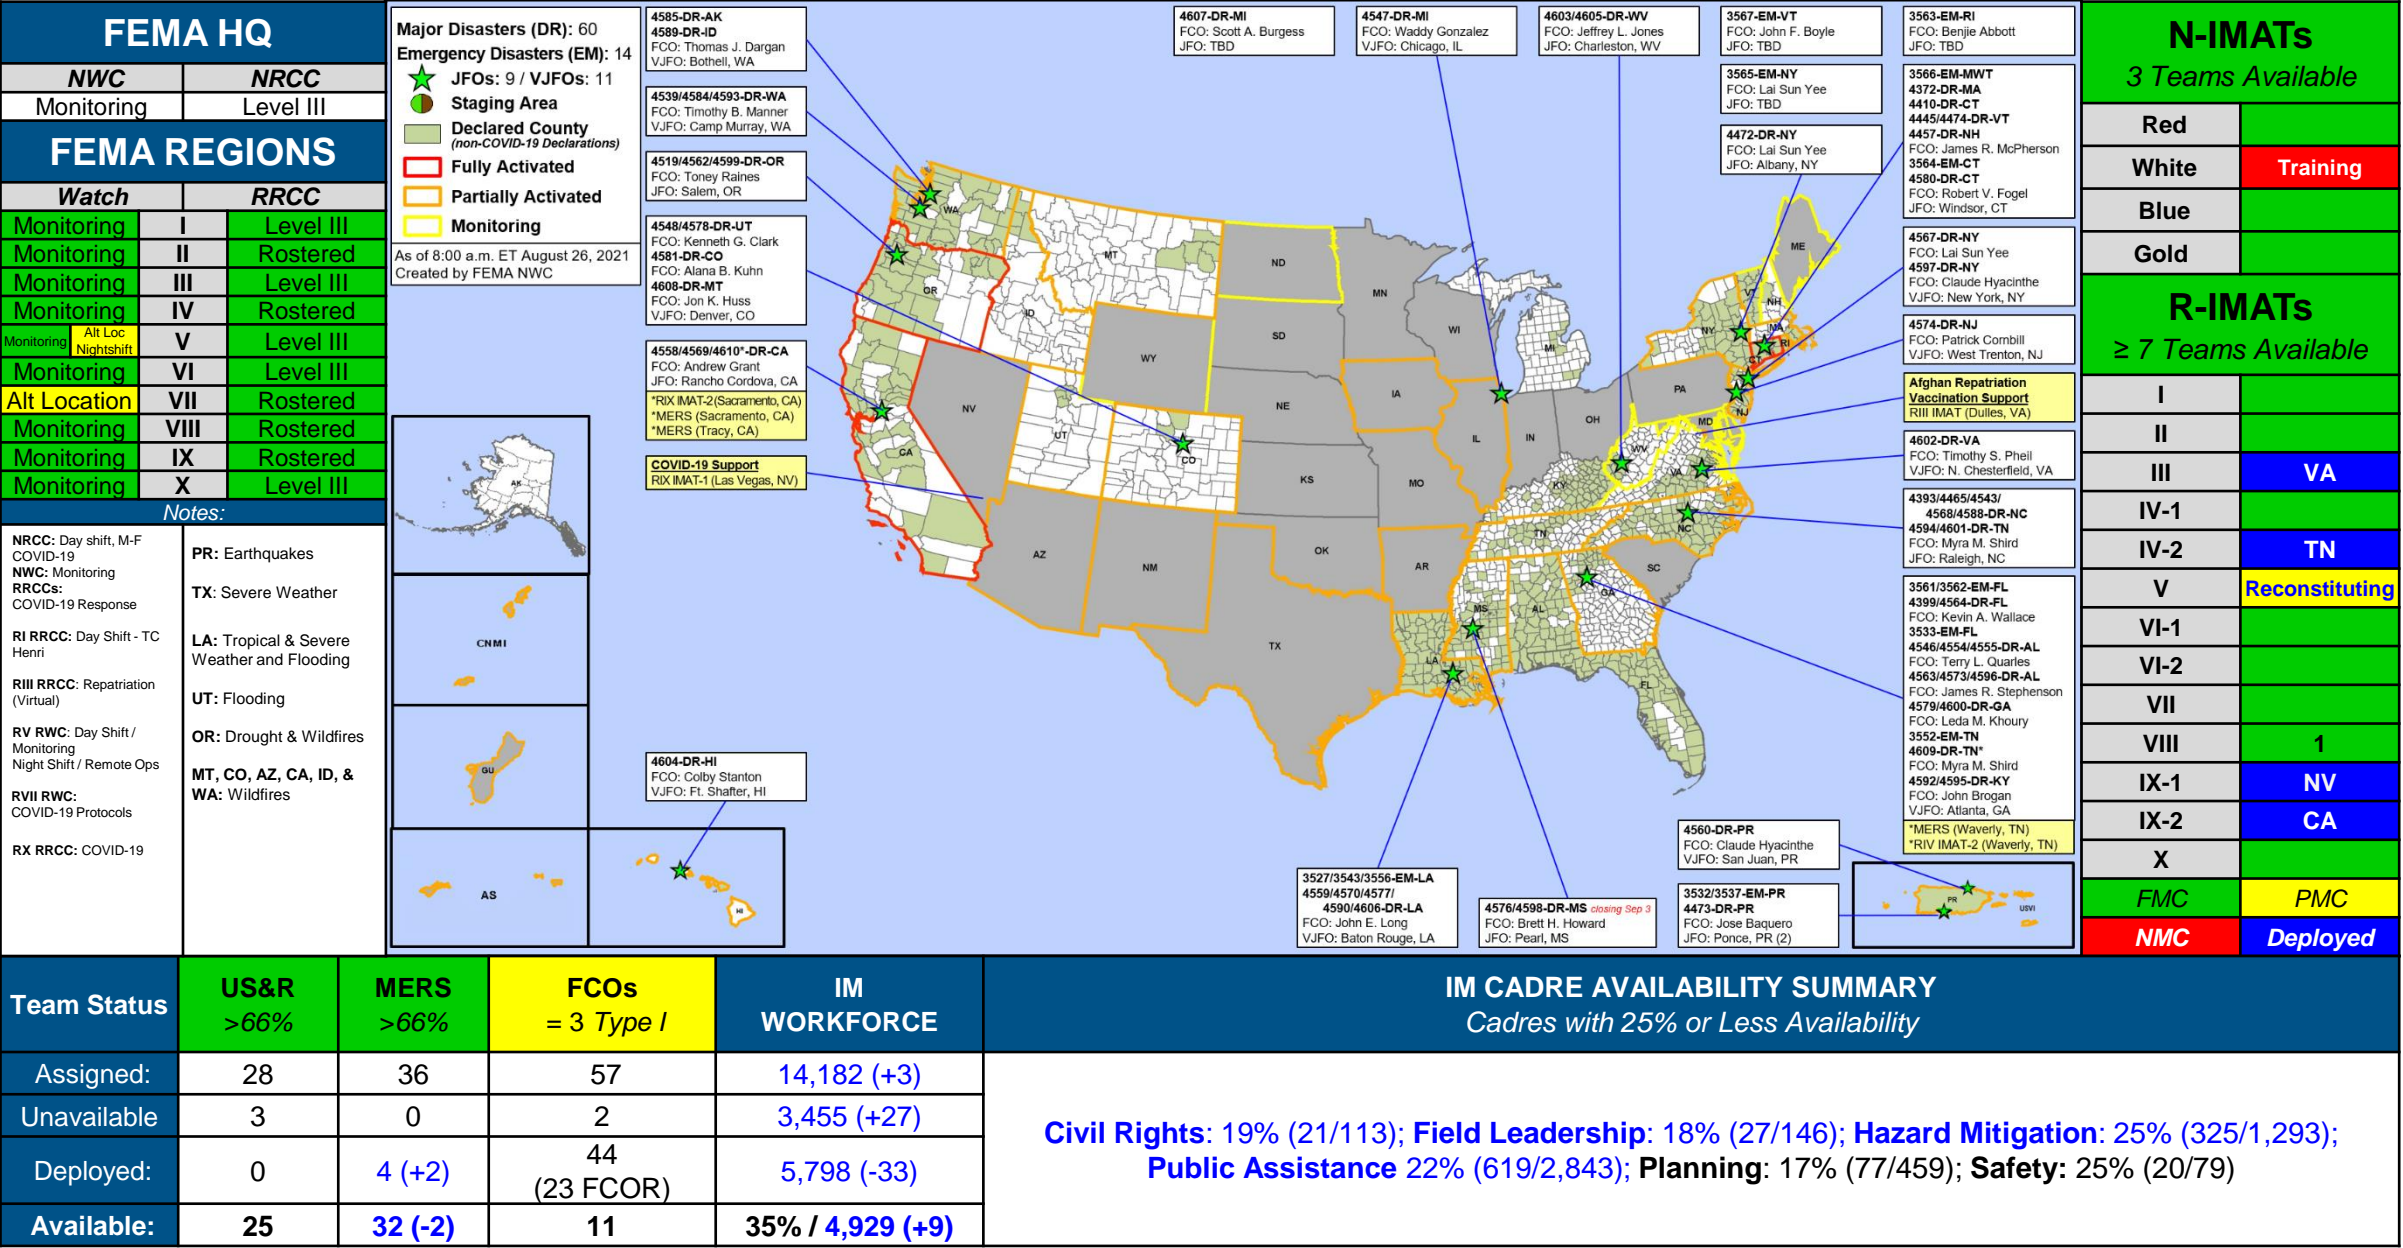 FEMA HQ
NWC NRCC
Monitoring Level III
FEMA REGIONS
Watch RRCC
Monitoring I Level III
Monitoring II Rostered
Monitoring III Level III
Monitoring IV Rostered
Monitoring Alt Loc Nightshift V Level III
Monitoring VI Level III
Alt Location VII Rostered
Monitoring VIII Rostered
Monitoring IX Rostered
Monitoring X Level III
Notes:
NRCC: Day shift, M-F
COVID-19
NWC: Monitoring
RRCCs:
COVID-19 Response
RI RRCC: Day Shift - TC
Henri
RIII RRCC: Repatriation
(Virtual)
RV RWC: Day Shift /
Monitoring
Night Shift / Remote Ops
RVII RWC:
COVID-19 Protocols
RX RRCC: COVID-19
PR: Earthquakes
TX: Severe Weather
LA: Tropical & Severe
Weather and Flooding
UT: Flooding
OR: Drought & Wildfires
MT, CO, AZ, CA, ID, &
WA: Wildfires
Major Disasters (DR): 60
Emergency Disasters (EM): 14
JFOs: 9 / VJFOs: 11
Staging Area
Declared County
(non-COVID-19 Declarations)
Fully Activated
Partially Activated
Monitoring
As of 8:00 a.m. ET August 26, 2021
Created by FEMA NWC
4585-DR-AK
4589-DR-ID
FCO: Thomas J. Dargan
VJFO: Bothell, WA
4539/4584/4593-DR-WA
FCO: Timothy B. Manner
VJFO: Camp Murray, WA
4519/4562/4599-DR-OR
FCO: Toney Raines
JFO: Salem, OR
4548/4578-DR-UT
FCO: Kenneth G. Clark
4581-DR-CO
FCO: Alana B. Kuhn
4608-DR-MT
FCO: Jon K. Huss
VJFO: Denver, CO
4558/4569/4610*-DR-CA
FCO: Andrew Grant
JFO: Rancho Cordova, CA
*RIX IMAT-2 (Sacramento, CA)
*MERS (Sacramento, CA)
*MERS (Tracy, CA)
COVID-19 Support
RIX IMAT-1 (Las Vegas, NV)
4604-DR-HI
FCO: Colby Stanton
VJFO: Ft. Shafter, HI
4607-DR-MI
FCO: Scott A. Burgess
JFO: TBD
4547-DR-MI
FCO: Waddy Gonzalez
VJFO: Chicago, IL
4603/4605-DR-WV
FCO: Jeffrey L. Jones
JFO: Charleston, WV
3567-EM-VT
FCO: John F. Boyle
JFO: TBD
3563-EM-RI
FCO: Benjie Abbott
JFO: TBD
3565-EM-NY
FCO: Lai Sun Yee
JFO: TBD
4472-DR-NY
FCO: Lai Sun Yee
JFO: Albany, NY
3566-EM-MWT
4372-DR-MA
4410-DR-CT
4445/4474-DR-VT
4457-DR-NH
FCO: James R. McPherson
3564-EM-CT
4580-DR-CT
FCO: Robert V. Fogel
JFO: Windsor, CT
4567-DR-NY
FCO: Lai Sun Yee
4597-DR-NY
FCO: Claude Hyacinthe
VJFO: New York, NY
4574-DR-NJ
FCO: Patrick Cornbill
VJFO: West Trenton, NJ
Afghan Repatriation
Vaccination Support
RIII IMAT (Dulles, VA)
4602-DR-VA
FCO: Timothy S. Pheil
VJFO: N. Chesterfield, VA
4393/4465/4543/
4568/4588-DR-NC
4594/4601-DR-TN
FCO: Myra M. Shird
JFO: Raleigh, NC
3561/3562-EM-FL
4399/4564-DR-FL
FCO: Kevin A. Wallace
3533-EM-FL
4546/4554/4555-DR-AL
FCO: Terry L. Quarles
4563/4573/4596-DR-AL
FCO: James R. Stephenson
4579/4600-DR-GA
FCO: Leda M. Khoury
3552-EM-TN
4609-DR-TN*
FCO: Myra M. Shird
4592/4595-DR-KY
FCO: John Brogan
VJFO: Atlanta, GA
*MERS (Waverly, TN)
*RIV IMAT-2 (Waverly, TN)
4560-DR-PR
FCO: Claude Hyacinthe
VJFO: San Juan, PR
3532/3537-EM-PR
4473-DR-PR
FCO: Jose Baquero
JFO: Ponce, PR (2)
3527/3543/3556-EM-LA
4559/4570/4577/
4590/4606-DR-LA
FCO: John E. Long
VJFO: Baton Rouge, LA
4576/4598-DR-MS closing Sep 3
FCO: Brett H. Howard
JFO: Pearl, MS
WA
MT
ND
MN
ME
OR
ID
SD
WI
MI
NY
VT
NH
MA
RI
CT
WY
IA
PA
NJ
NV
UT
CO
NE
IL
IN
OH
MD
WV
VA
CA
KS
MO
KY
NC
TN
AZ
NM
OK
AR
SC
MS
AL
GA
TX
LA
FL
AK
CNMI
GU
AS
HI
PR
USVI
N-IMATs
3 Teams Available
Red
White Training
Blue
Gold
R-IMATs
≥ 7 Teams Available
I
II
III VA
IV-1
IV-2 TN
V Reconstituting
VI-1
VI-2
VII
VIII 1
IX-1 NV
IX-2 CA
X
FMC PMC
NMC Deployed
Team Status US&R >66% MERS >66% FCOs = 3 Type I IM WORKFORCE
Assigned: 28 36 57 14,182 (+3)
Unavailable 3 0 2 3,455 (+27)
Deployed: 0 4 (+2) 44 (23 FCOR) 5,798 (-33)
Available: 25 32 (-2) 11 35% / 4,929 (+9)
IM CADRE AVAILABILITY SUMMARY
Cadres with 25% or Less Availability
Civil Rights: 19% (21/113); Field Leadership: 18% (27/146); Hazard Mitigation: 25% (325/1,293);
Public Assistance 22% (619/2,843); Planning: 17% (77/459); Safety: 25% (20/79)